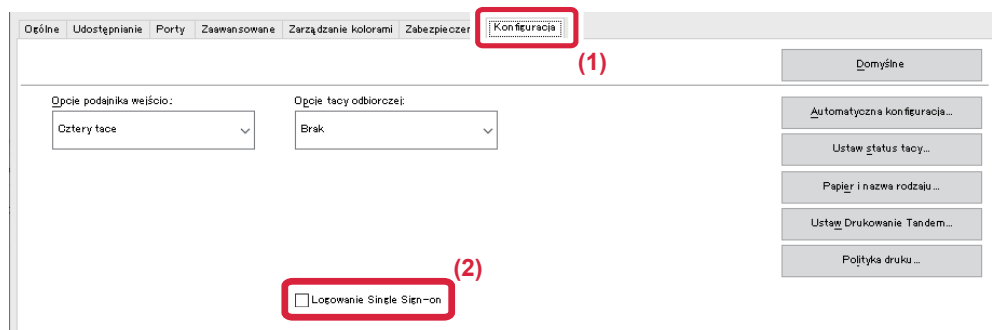 Ogólne Udostępnianie Porty Zaawansowane Zarządzanie kolorami Zabezpieczer Konfiguracja
(1)
Domyślne
Opcje podajnika wejścio.: Opcje tacy odbiorczej:
Cztery tace Brak
Automatyczna konfiguracja...
Ustaw status tacy...
Papier i nazwa rodzaju...
Ustaw Drukowanie Tandem...
Polityka druku...
(2)
Logowanie Single Sign-on